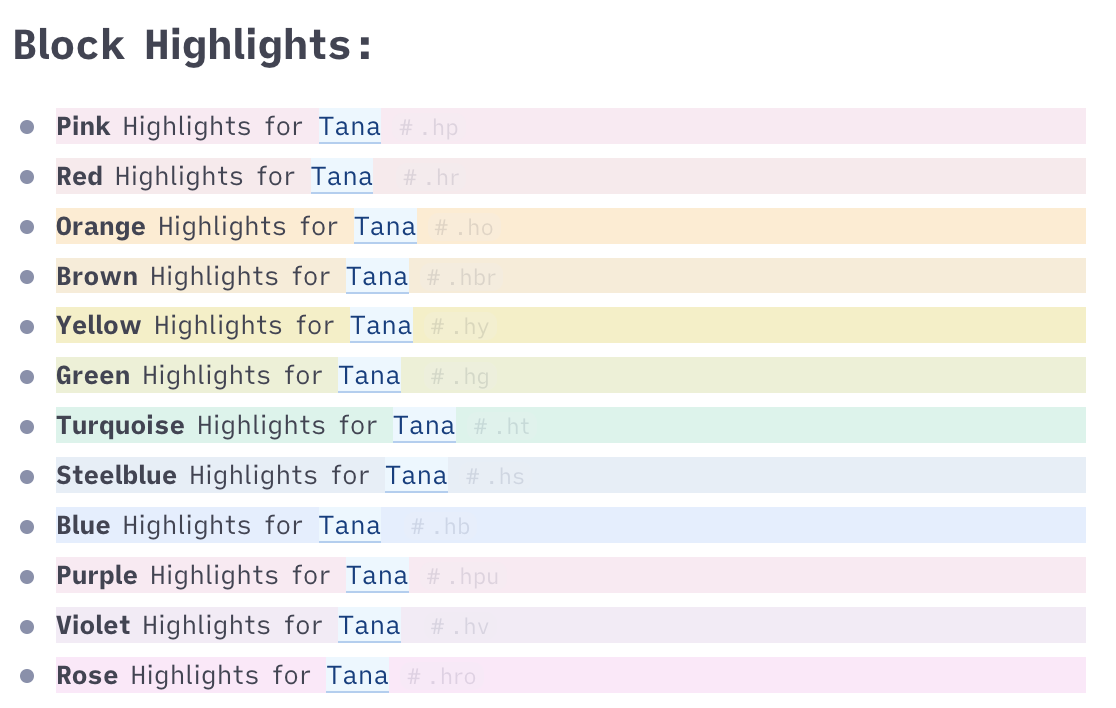 Block Highlights:
Pink Highlights for Tana #.hp
Red Highlights for Tana #.hr
Orange Highlights for Tana #.ho
Brown Highlights for Tana #.hbr
Yellow Highlights for Tana #.hy
Green Highlights for Tana #.hg
Turquoise Highlights for Tana #.ht
Steelblue Highlights for Tana #.hs
Blue Highlights for Tana #.hb
Purple Highlights for Tana #.hpu
Violet Highlights for Tana #.hv
Rose Highlights for Tana #.hro